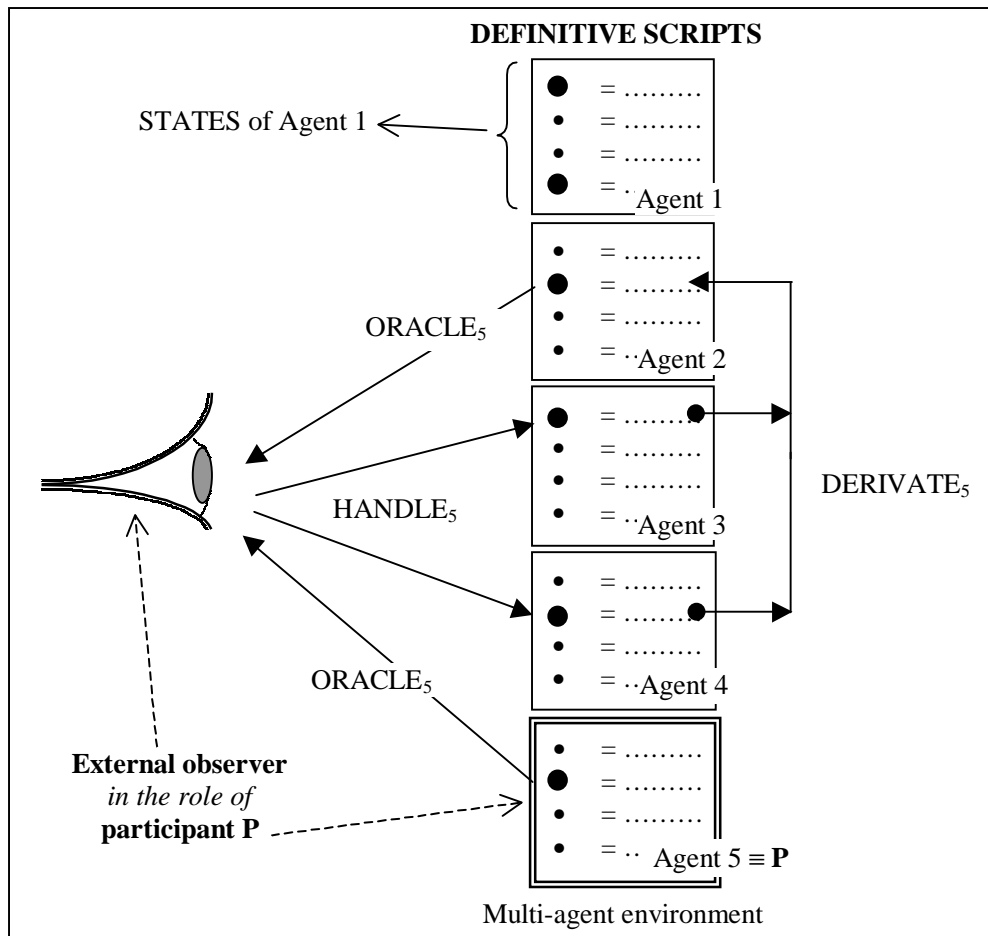 DEFINITIVE SCRIPTS
STATES of Agent 1
• = ………
• = ………
• = ………
• = ..
Agent 1
• = ………
• = ………
• = ………
• = ..
Agent 2
ORACLE₅
• = ………
• = ………
• = ………
• = ..
Agent 3
HANDLE₅
DERIVATE₅
• = ………
• = ………
• = ………
• = ..
Agent 4
ORACLE₅
External observer
in the role of
participant P
• = ………
• = ………
• = ………
• = ..
Agent 5 ≡ P
Multi-agent environment